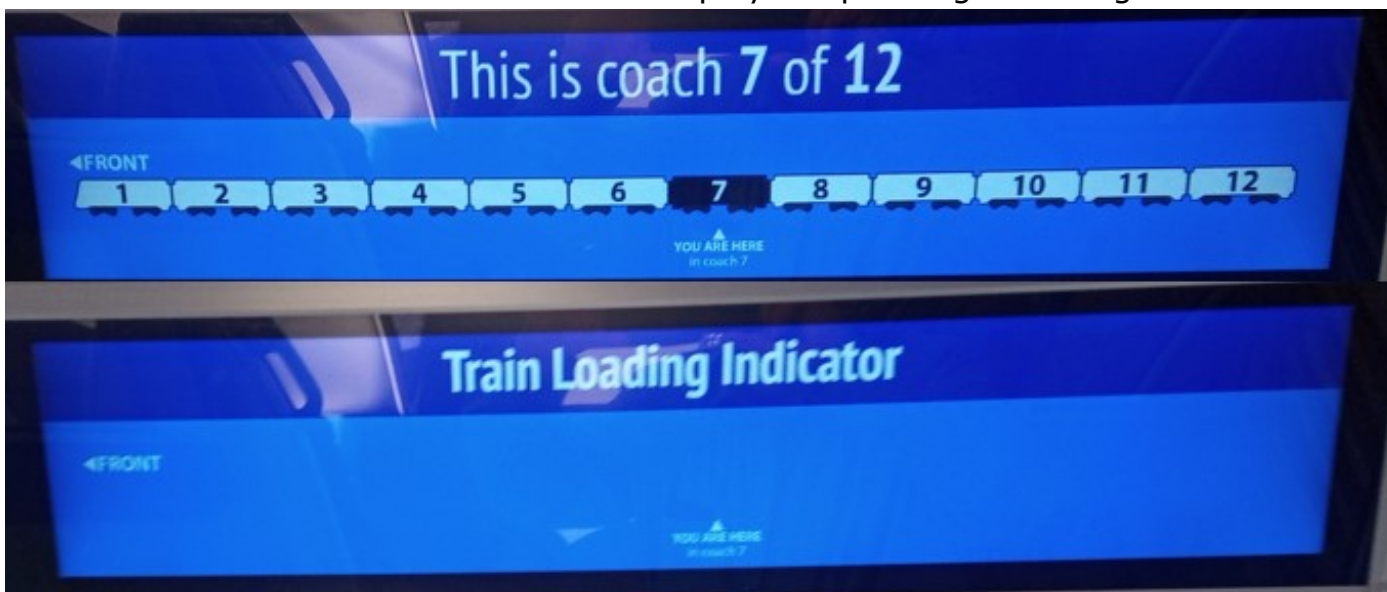 This is coach 7 of 12
◄FRONT
1 2 3 4 5 6 7 8 9 10 11 12
YOU ARE HERE
in coach 7
Train Loading Indicator
◄FRONT
YOU ARE HERE
in coach 7